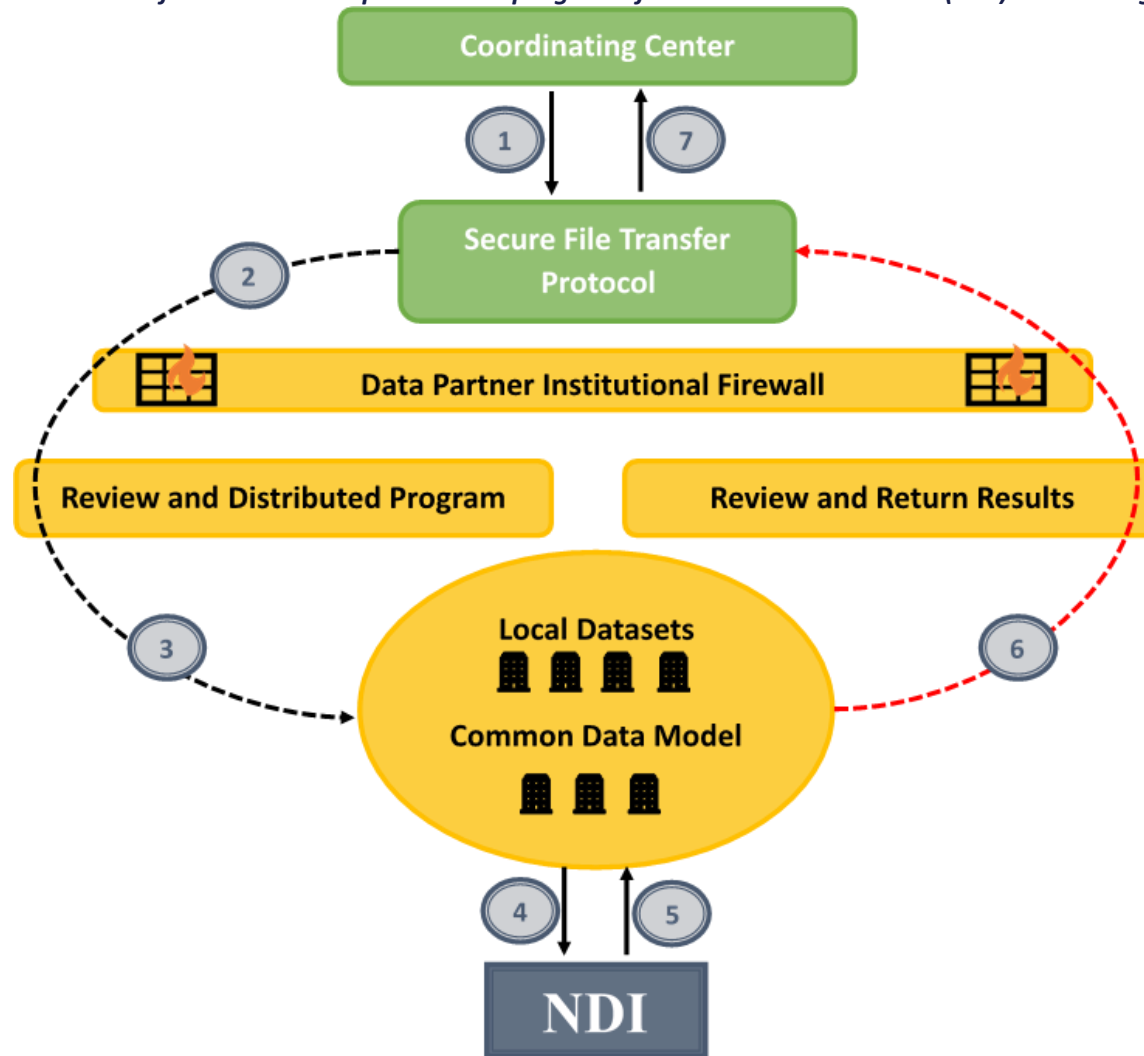 Coordinating Center
1
7
Secure File Transfer
Protocol
2
Data Partner Institutional Firewall
Review and Distributed Program
Review and Return Results
Local Datasets
3
6
Common Data Model
4
5
NDI